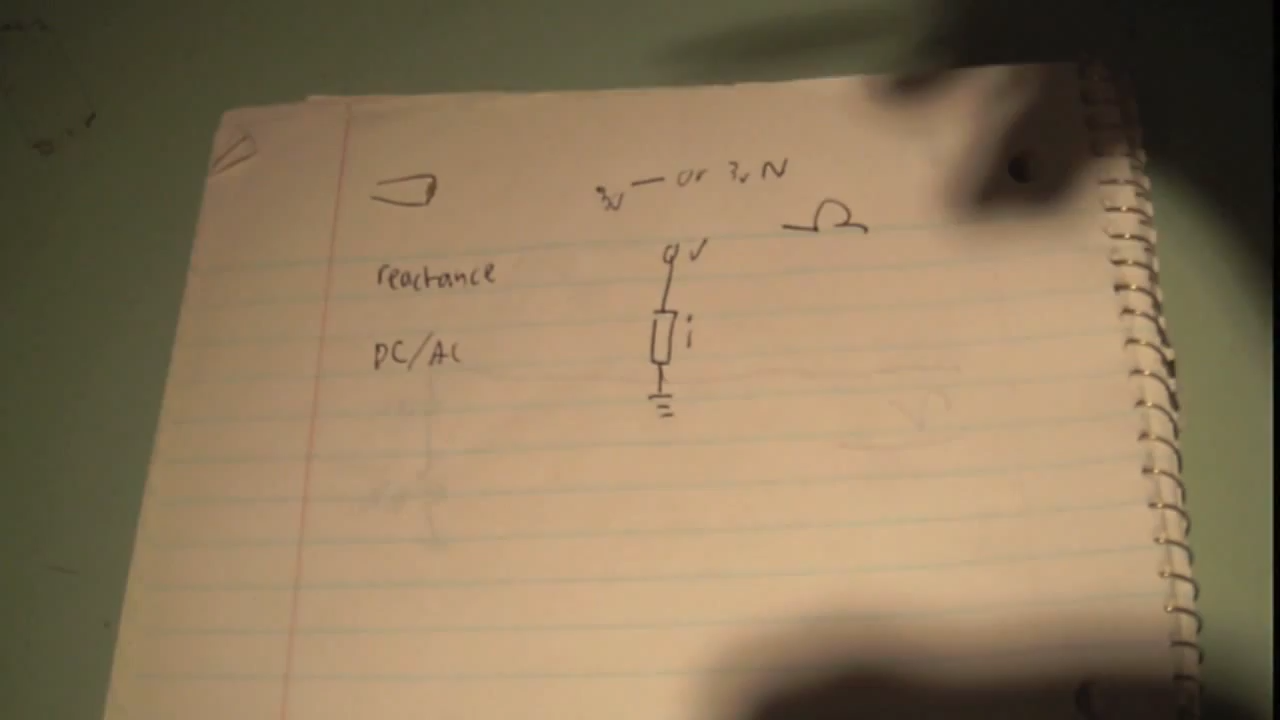 3v — or 3v N
V
reactance
i
DC/AC